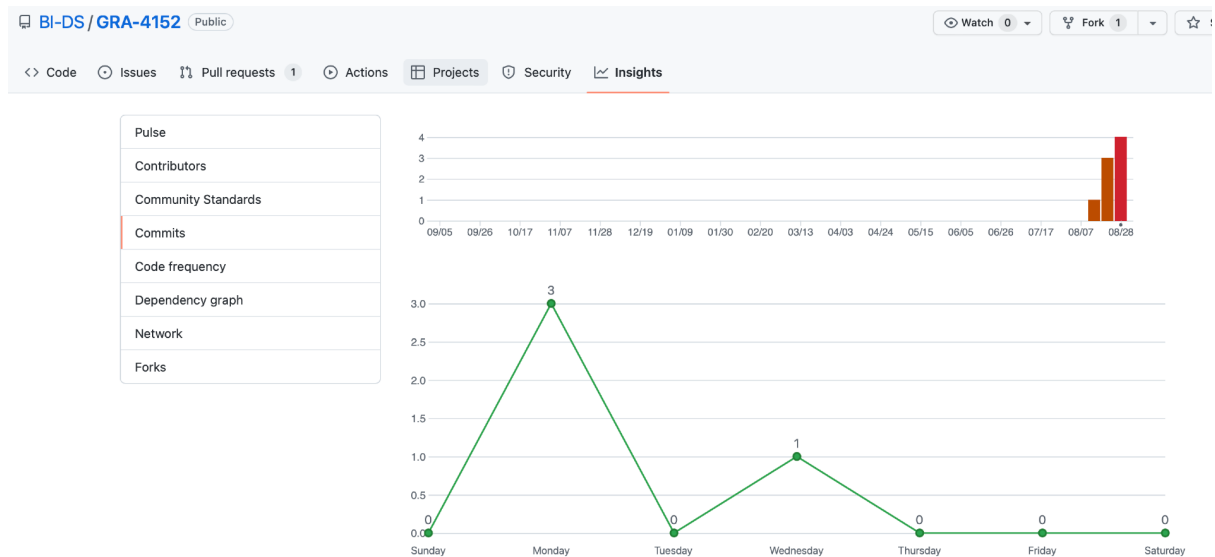 BI-DS / GRA-4152 Public
Watch 0
Fork 1
Code
Issues
Pull requests 1
Actions
Projects
Security
Insights
Pulse
Contributors
Community Standards
Commits
Code frequency
Dependency graph
Network
Forks
4
3
2
1
0
09/05 09/26 10/17 11/07 11/28 12/19 01/09 01/30 02/20 03/13 04/03 04/24 05/15 06/05 06/26 07/17 08/07 08/28
3.0
2.5
2.0
1.5
1.0
0.5
0.0
0 3 0 1 0 0 0
Sunday Monday Tuesday Wednesday Thursday Friday Saturday